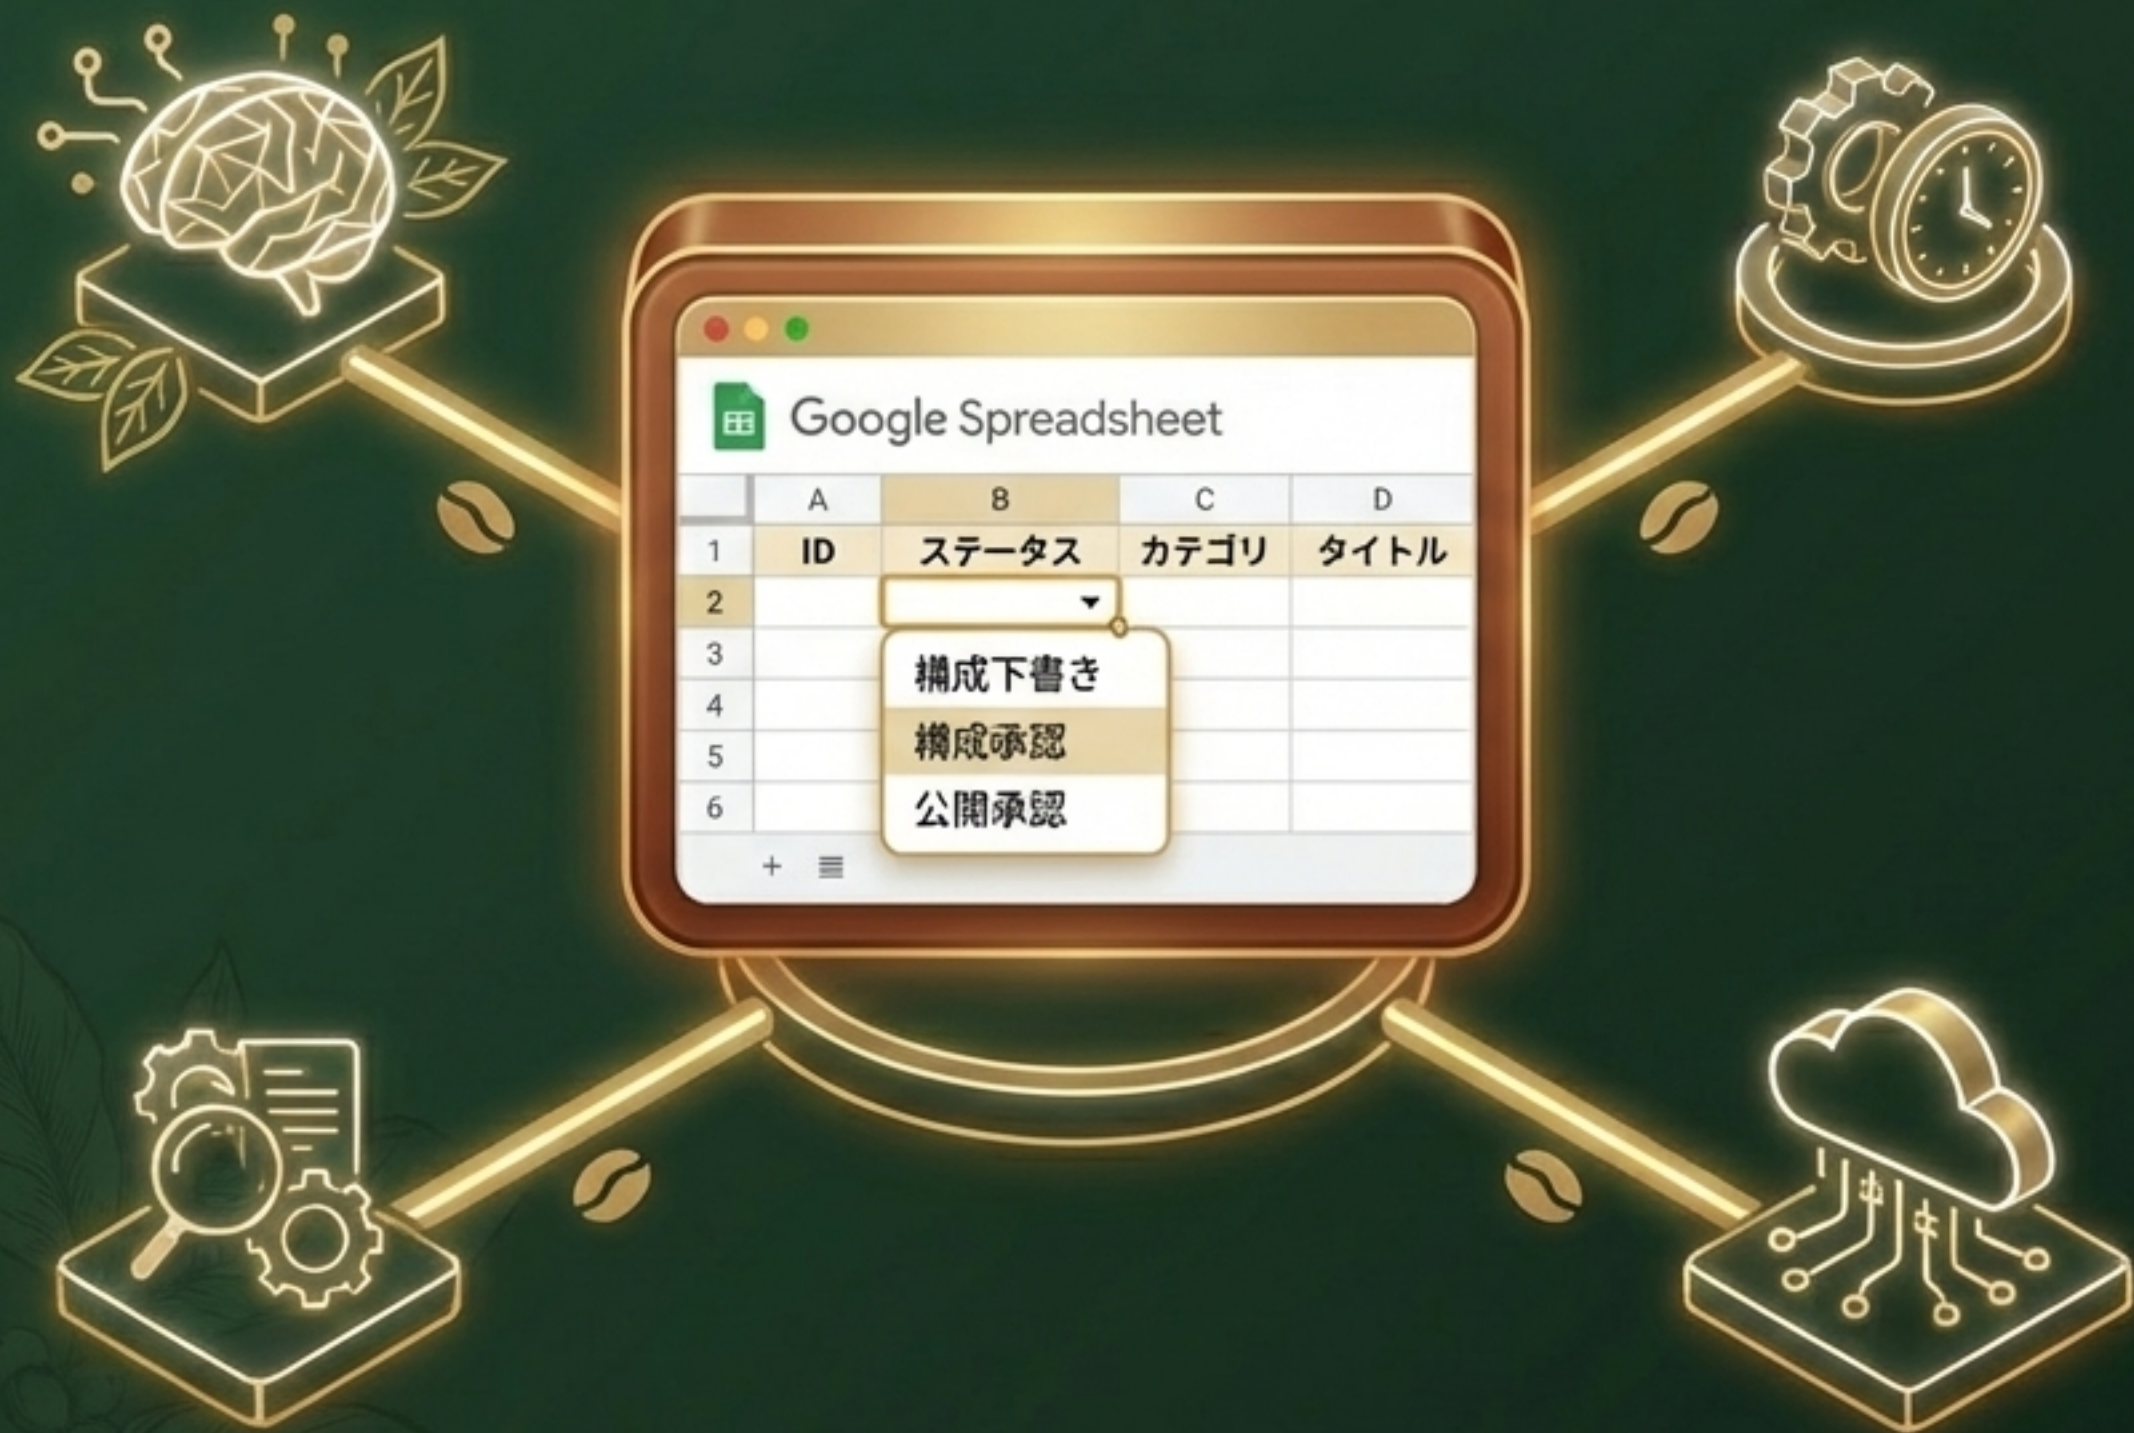 Google Spreadsheet
A B C D
1 ID ステータス カテゴリ タイトル
2
3
構成下書き
4
構成承認
5
公開承認
6